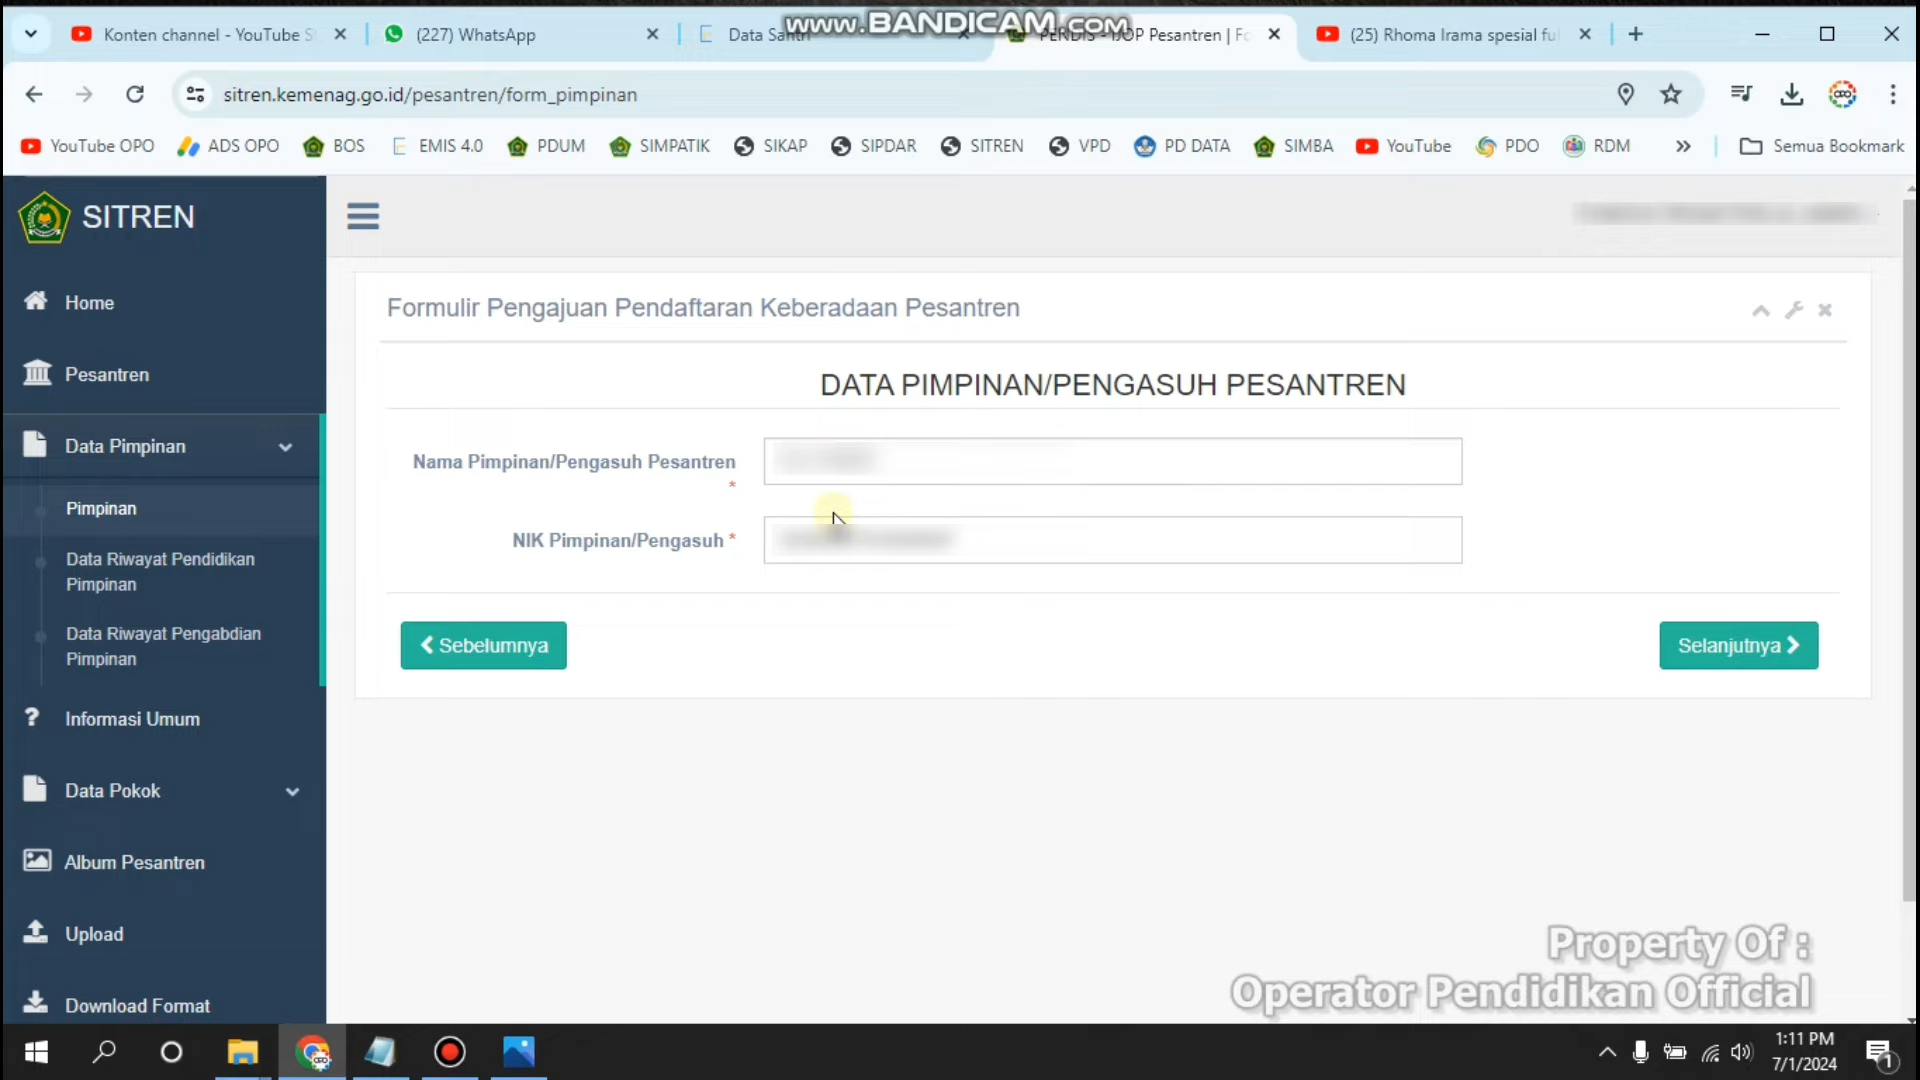 Konten channel - YouTube S
(227) WhatsApp
Data Santri
www.BANDICAM.com
PERDIS - IJOP Pesantren | Fo
(25) Rhoma Irama spesial ful
sitren.kemenag.go.id/pesantren/form_pimpinan
YouTube OPO
ADS OPO
BOS
EMIS 4.0
PDUM
SIMPATIK
SIKAP
SIPDAR
SITREN
VPD
PD DATA
SIMBA
YouTube
PDO
RDM
Semua Bookmark
SITREN
Home
Pesantren
Data Pimpinan
Pimpinan
Data Riwayat Pendidikan
Pimpinan
Data Riwayat Pengabdian
Pimpinan
Informasi Umum
Data Pokok
Album Pesantren
Upload
Download Format
Formulir Pengajuan Pendaftaran Keberadaan Pesantren
DATA PIMPINAN/PENGASUH PESANTREN
Nama Pimpinan/Pengasuh Pesantren
*
NIK Pimpinan/Pengasuh *
Sebelumnya
Selanjutnya
Property Of :
Operator Pendidikan Official
1:11 PM
7/1/2024
1